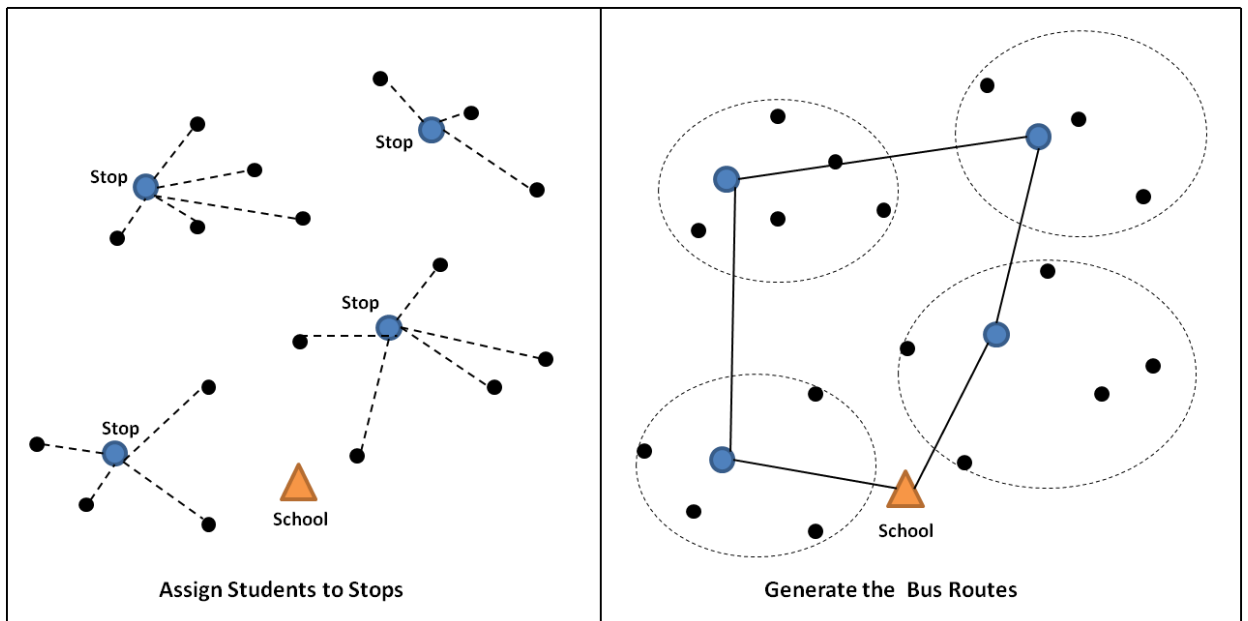 Stop
Stop
Stop
Stop
School
Assign Students to Stops
School
Generate the  Bus Routes